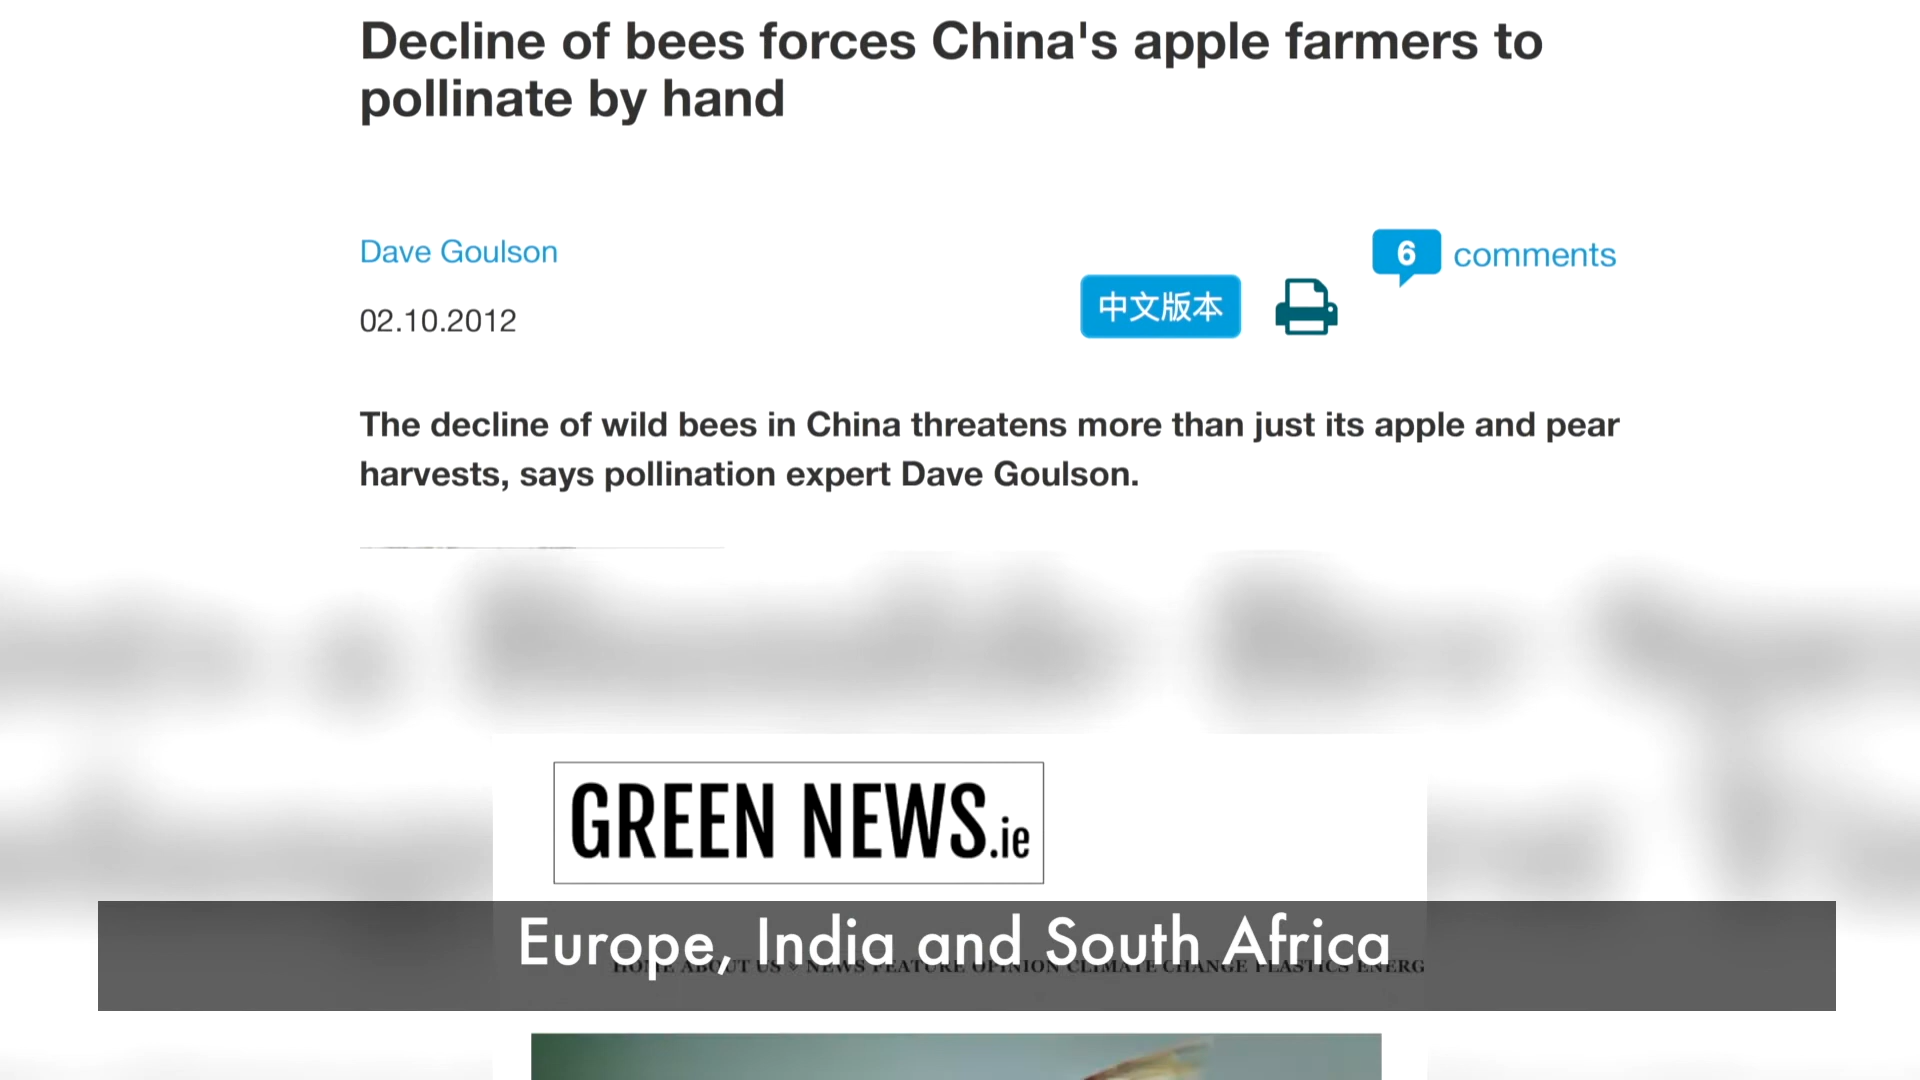 Decline of bees forces China's apple farmers to
pollinate by hand
Dave Goulson
6 comments
中文版本
02.10.2012
The decline of wild bees in China threatens more than just its apple and pear
harvests, says pollination expert Dave Goulson.
GREEN NEWS.ie
Europe, India and South Africa
HOME ABOUT US NEWS FEATURE OPINION CLIMATE CHANGE PLASTICS ENERG